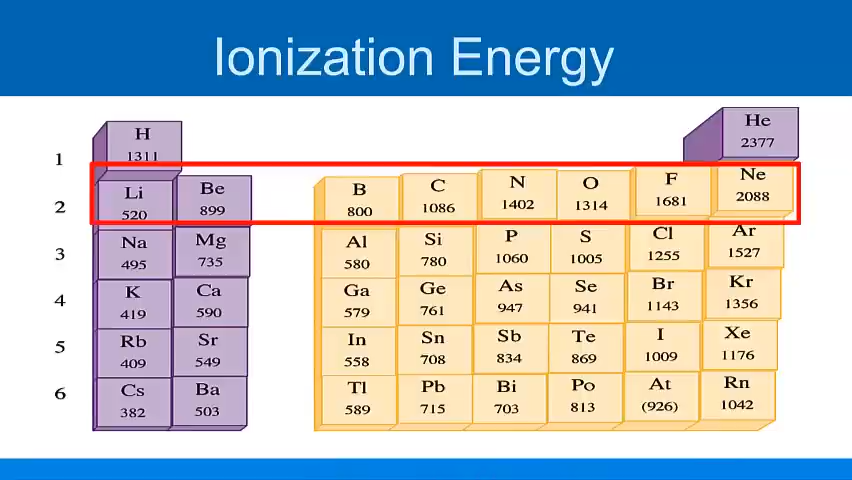 Ionization Energy
H He
1 1311 2377
Li Be B C N O F Ne
2 520 899 800 1086 1402 1314 1681 2088
Na Mg Al Si P S Cl Ar
3 495 735 580 780 1060 1005 1255 1527
K Ca Ga Ge As Se Br Kr
4 419 590 579 761 947 941 1143 1356
Rb Sr In Sn Sb Te I Xe
5 409 549 558 708 834 869 1009 1176
Cs Ba Tl Pb Bi Po At Rn
6 382 503 589 715 703 813 (926) 1042